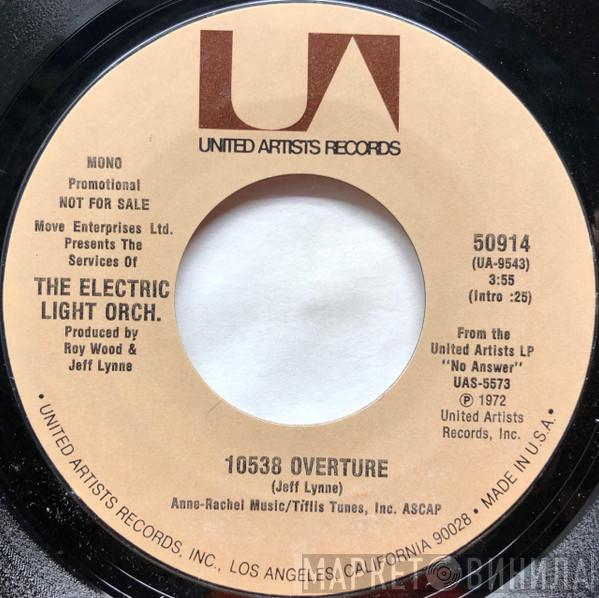 UA
UNITED ARTISTS RECORDS
MONO
Promotional
NOT FOR SALE
Move Enterprises Ltd.
Presents The
Services Of
THE ELECTRIC
LIGHT ORCH.
Produced by
Roy Wood &
Jeff Lynne
50914
(UA-9543)
3:55
(Intro :25)
From the
United Artists LP
"No Answer"
UAS-5573
℗ 1972
United Artists
Records, Inc.
10538 OVERTURE
(Jeff Lynne)
Anne-Rachel Music/Tiflis Tunes, Inc. ASCAP
• UNITED ARTISTS RECORDS, INC., LOS ANGELES, CALIFORNIA 90028 • MADE IN U.S.A. •
МАРКЕТ ВИНИЛА